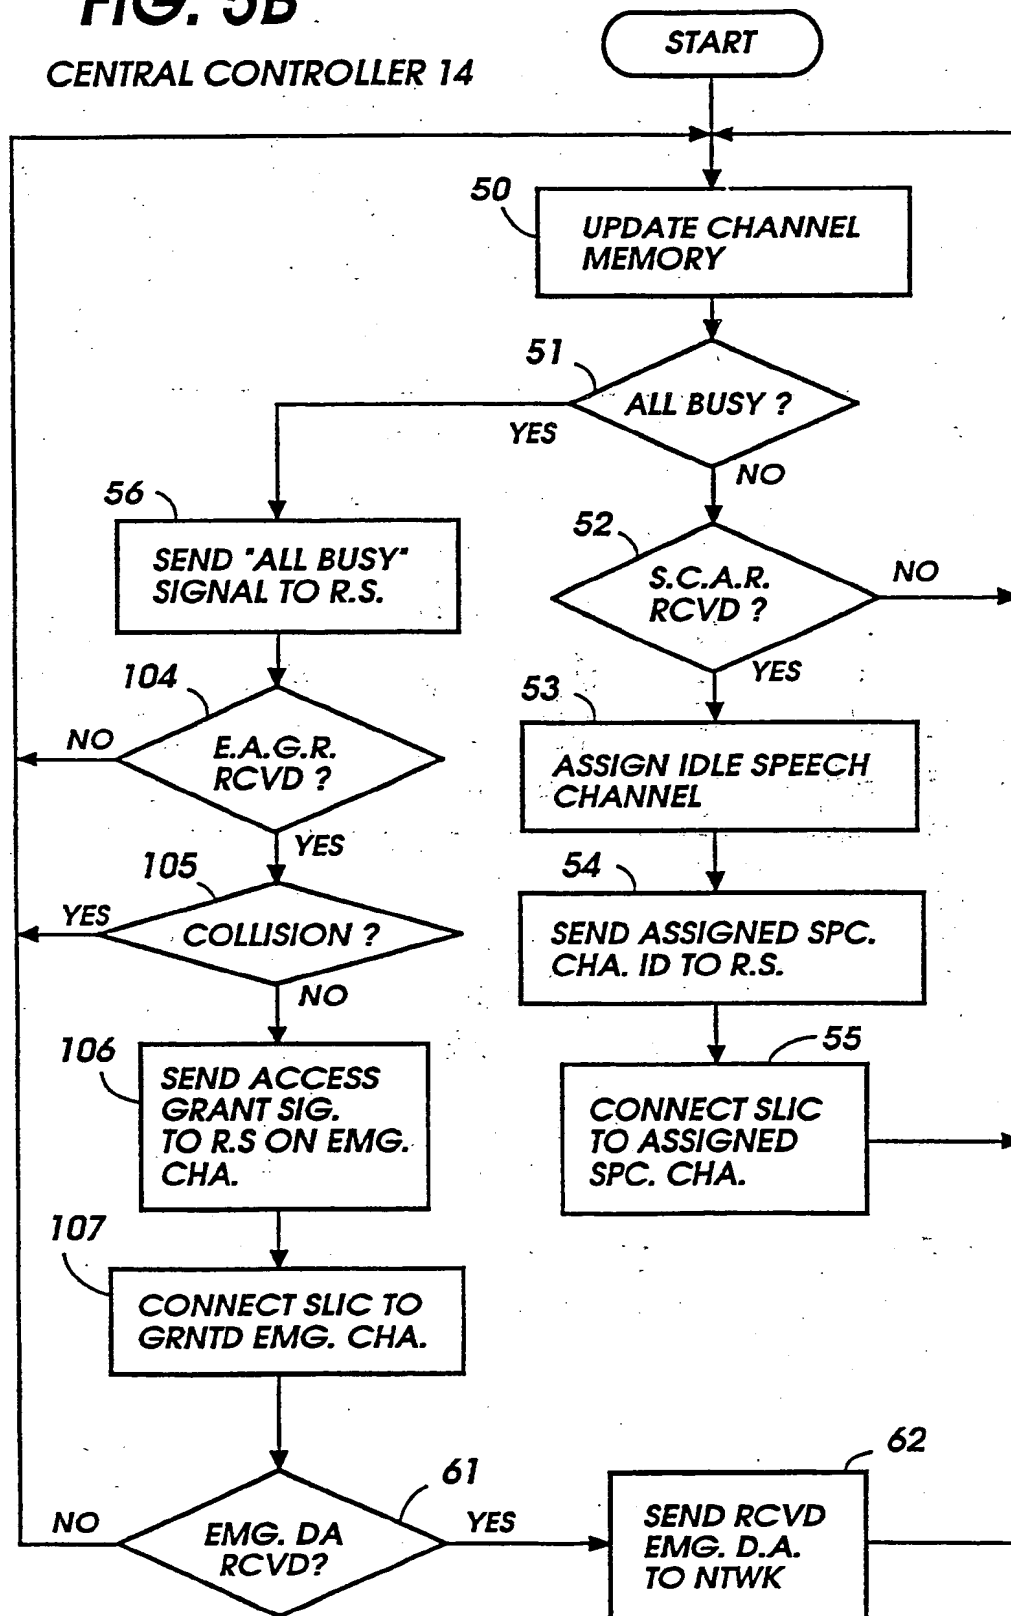 FIG. 5B
CENTRAL CONTROLLER 14
START
50
UPDATE CHANNEL
MEMORY
51
ALL BUSY ?
YES
NO
56
SEND "ALL BUSY"
SIGNAL TO R.S.
52
S.C.A.R.
RCVD ?
NO
YES
104
E.A.G.R.
RCVD ?
NO
YES
53
ASSIGN IDLE SPEECH
CHANNEL
105
COLLISION ?
YES
NO
54
SEND ASSIGNED SPC.
CHA. ID TO R.S.
106
SEND ACCESS
GRANT SIG.
TO R.S ON EMG.
CHA.
55
CONNECT SLIC
TO ASSIGNED
SPC. CHA.
107
CONNECT SLIC TO
GRNTD EMG. CHA.
61
EMG. DA
RCVD?
NO
YES
62
SEND RCVD
EMG. D.A.
TO NTWK